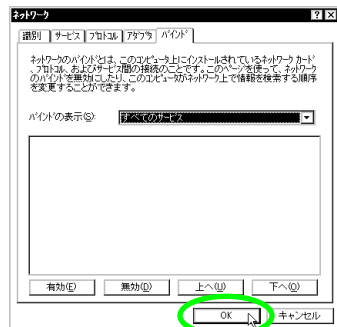 ネットワーク
識別 サービス プロトコル アダプタ バインド
ネットワークのバインドとは、このコンピュータ上にインストールされているネットワーク カード
、プロトコル、およびサービス間の接続のことです。このページを使って、ネットワーク
のバインドを無効にしたり、このコンピュータがネットワーク上で情報を検索する順序
を変更することができます。
バインドの表示(S): すべてのサービス
有効(E) 無効(D) 上へ(U) 下へ(O)
OK キャンセル